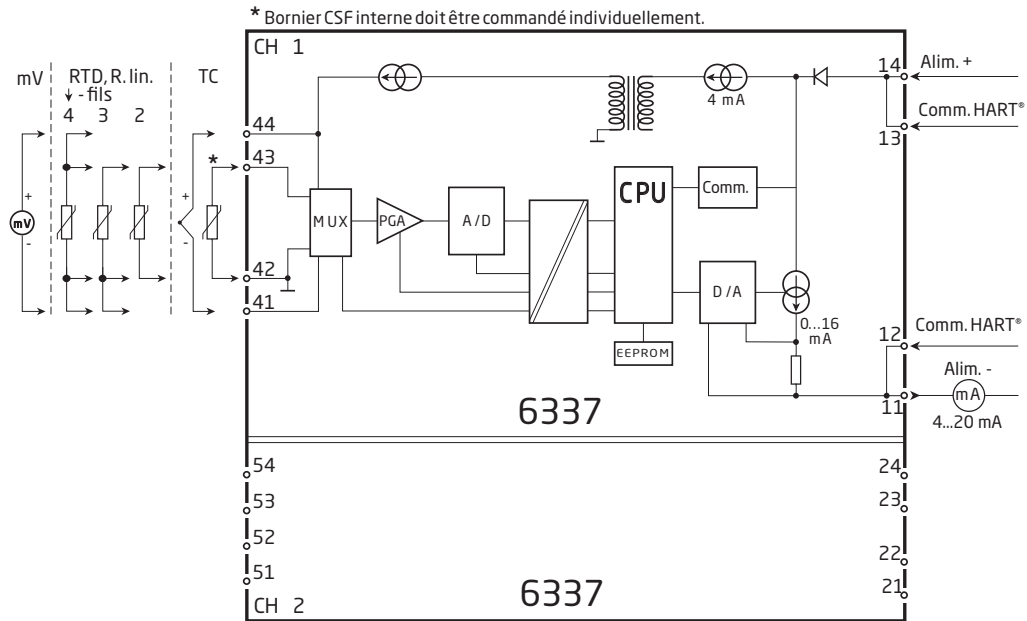 * Bornier CSF interne doit être commandé individuellement.
CH 1
mV
RTD, R. lin.
↓ - fils
4 3 2
TC
44
*
43
42
41
+
mV
-
+
-
MUX
PGA
A/D
CPU
Comm.
D/A
EEPROM
4 mA
0...16
mA
14
Alim. +
Comm. HART®
13
12
Comm. HART®
Alim. -
11
mA
4...20 mA
6337
54
53
52
51
24
23
22
21
6337
CH 2